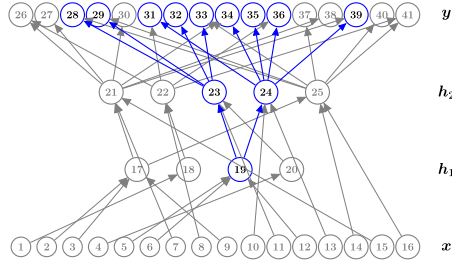 26 27 28 29 30 31 32 33 34 35 36 37 38 39 40 41 y
21 22 23 24 25 h₂
17 18 19 20 h₁
1 2 3 4 5 6 7 8 9 10 11 12 13 14 15 16 x